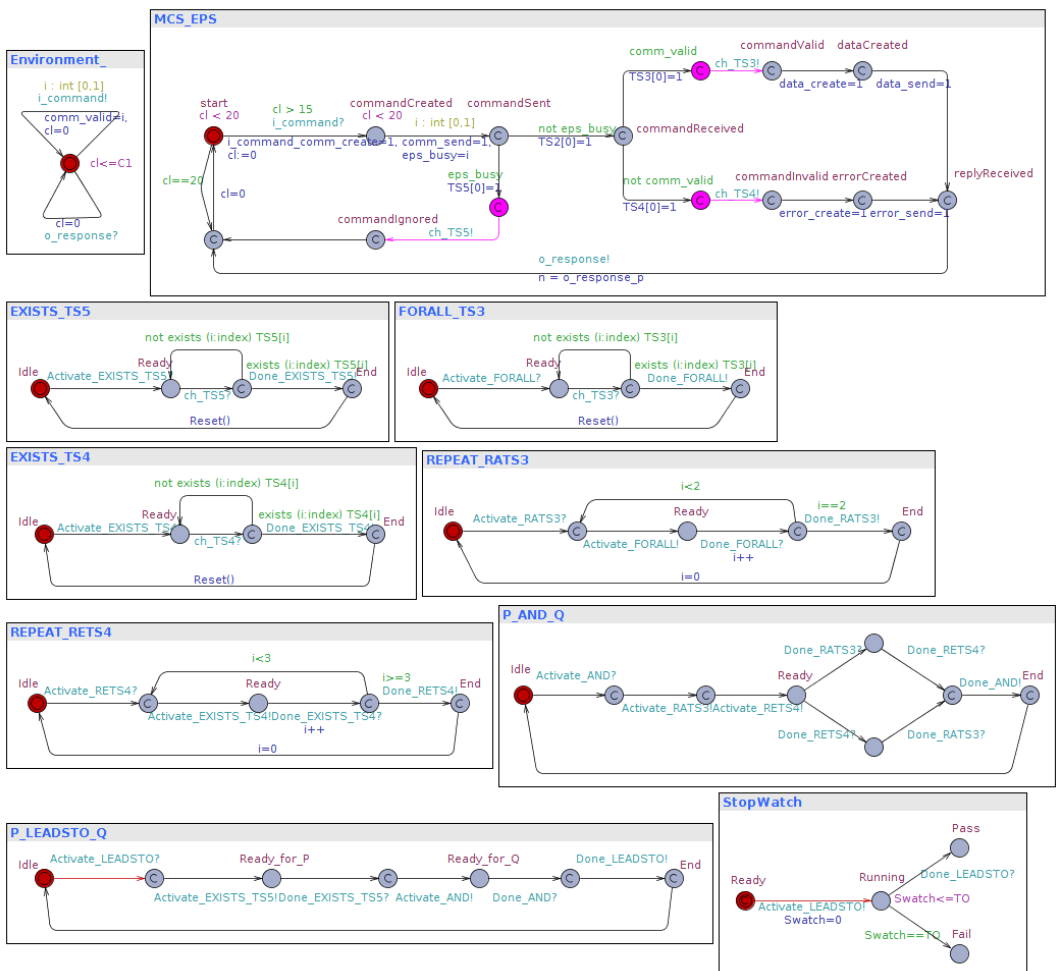 MCS_EPS
Environment_
i : int [0,1]
i_command!
comm_valid=i,
cl=0
cl<=C1
cl=0
o_response?
start
cl < 20
cl > 15
i_command?
i_command_comm_create=1,
cl:=0
commandCreated
cl < 20
i : int [0,1]
comm_send=1,
eps_busy=i
commandSent
not eps_busy
TS2[0]=1
eps_busy
TS5[0]=1
ch_TS5!
commandIgnored
cl==20
cl=0
C
commandReceived
comm_valid
TS3[0]=1
ch_TS3!
commandValid
data_create=1
dataCreated
data_send=1
not comm_valid
TS4[0]=1
ch_TS4!
commandInvalid
error_create=1
errorCreated
error_send=1
replyReceived
o_response!
n = o_response_p
EXISTS_TS5
not exists (i:index) TS5[i]
Idle
Activate_EXISTS_TS5?
Ready
ch_TS5?
exists (i:index) TS5[i]
Done_EXISTS_TS5!
End
Reset()
FORALL_TS3
not exists (i:index) TS3[i]
Idle
Activate_FORALL?
Ready
ch_TS3?
exists (i:index) TS3[i]
Done_FORALL!
End
Reset()
EXISTS_TS4
not exists (i:index) TS4[i]
Idle
Activate_EXISTS_TS4?
Ready
ch_TS4?
exists (i:index) TS4[i]
Done_EXISTS_TS4!
End
Reset()
REPEAT_RATS3
i<2
Idle
Activate_RATS3?
Activate_FORALL!
Ready
Done_FORALL?
i++
i==2
Done_RATS3!
End
i=0
REPEAT_RETS4
i<3
Idle
Activate_RETS4?
Activate_EXISTS_TS4!
Ready
Done_EXISTS_TS4?
i++
i>=3
Done_RETS4!
End
i=0
P_AND_Q
Idle
Activate_AND?
Activate_RATS3!
Activate_RETS4!
Ready
Done_RATS3?
Done_RETS4?
Done_RETS4?
Done_RATS3?
Done_AND!
End
P_LEADSTO_Q
Idle
Activate_LEADSTO?
Activate_EXISTS_TS5!
Ready_for_P
Done_EXISTS_TS5?
Activate_AND!
Ready_for_Q
Done_AND?
Done_LEADSTO!
End
StopWatch
Ready
Activate_LEADSTO!
Swatch=0
Running
Swatch<=TO
Done_LEADSTO?
Pass
Swatch==TO
Fail